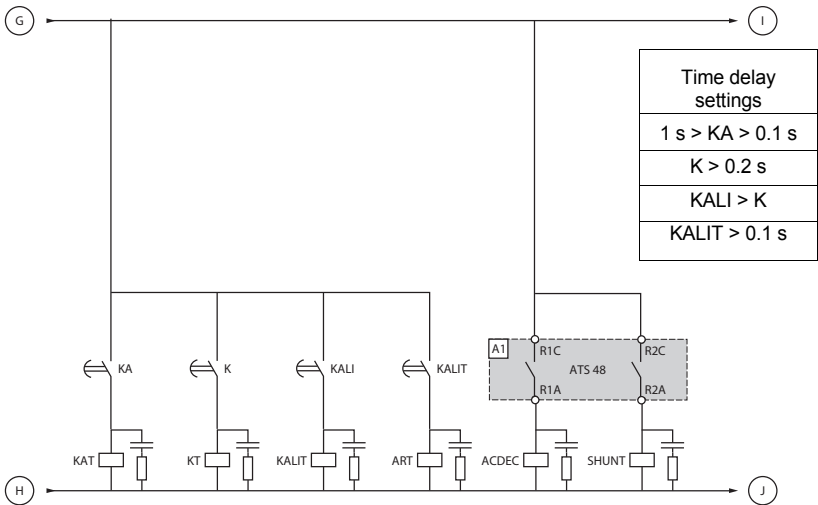 G
I
Time delay
settings
1 s > KA > 0.1 s
K > 0.2 s
KALI > K
KALIT > 0.1 s
A1
R1C
R2C
KA
K
KALI
KALIT
ATS 48
R1A
R2A
KAT
KT
KALIT
ART
ACDEC
SHUNT
H
J